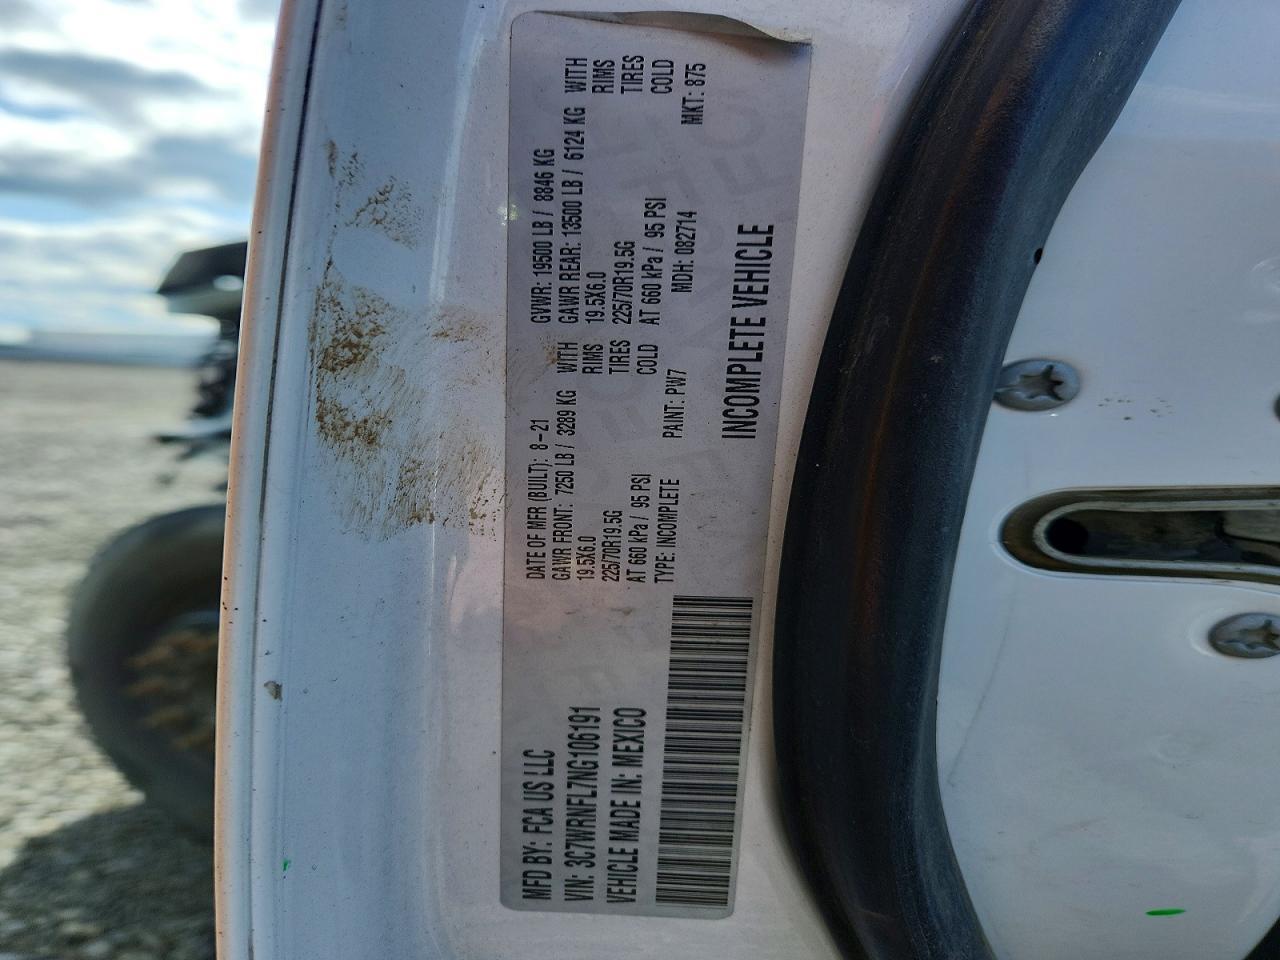 MFD BY: FCA US LLC
VIN: 3C7WRNFL7NG106191
VEHICLE MADE IN: MEXICO
DATE OF MFR (BUILT): 8-21
GAWR FRONT: 7250 LB / 3289 KG WITH
19.5X6.0 RIMS
225/70R19.5G TIRES
AT 660 kPa / 95 PSI COLD
TYPE: INCOMPLETE PAINT: PW7
GVWR: 19500 LB / 8846 KG
GAWR REAR: 13500 LB / 6124 KG WITH
19.5X6.0 RIMS
225/70R19.5G TIRES
AT 660 kPa / 95 PSI COLD
MDH: 082714 MKT: 875
INCOMPLETE VEHICLE